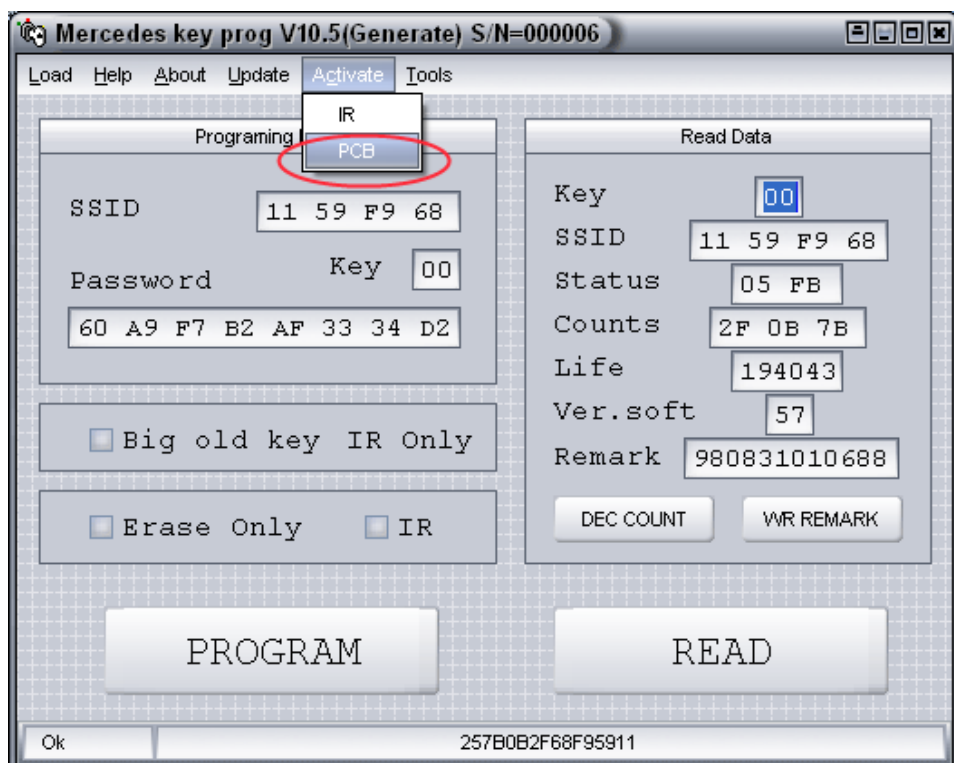 Mercedes key prog V10.5(Generate) S/N=000006
Load Help About Update Activate Tools
IR
PCB
Programing
SSID 11 59 F9 68
Key 00
Password
60 A9 F7 B2 AF 33 34 D2
Big old key IR Only
Erase Only IR
PROGRAM
Read Data
Key 00
SSID 11 59 F9 68
Status 05 FB
Counts 2F 0B 7B
Life 194043
Ver.soft 57
Remark 980831010688
DEC COUNT WR REMARK
READ
Ok 257B0B2F68F95911